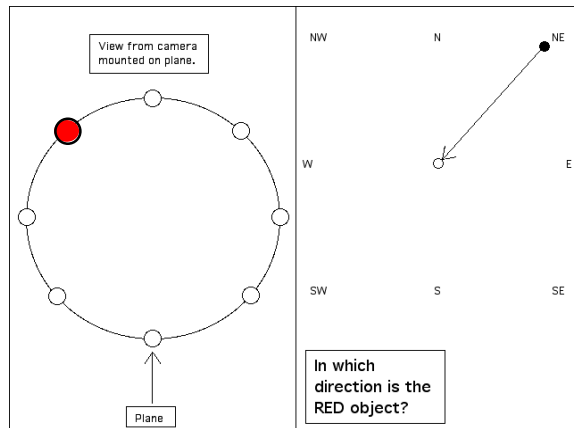 View from camera
mounted on plane.
Plane
NW
N
NE
W
E
SW
S
SE
In which
direction is the
RED object?